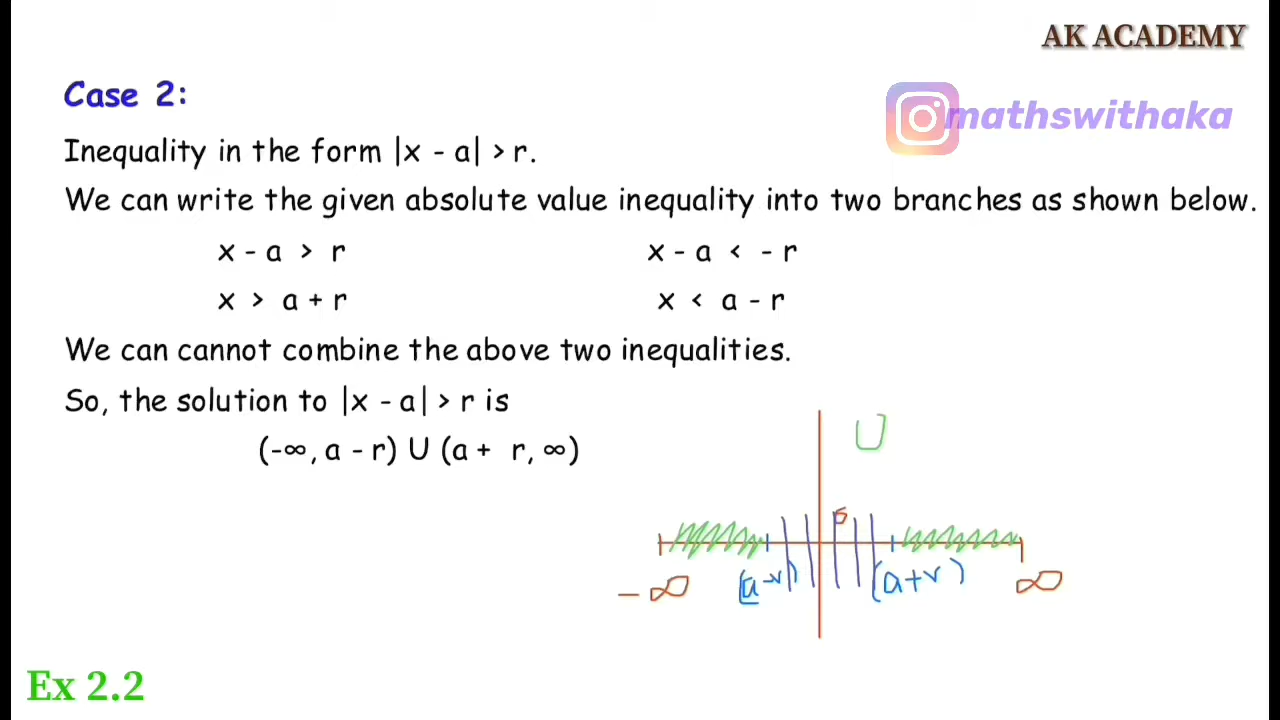 AK ACADEMY
Case 2:
mathswithaka
Inequality in the form |x - a| > r.
We can write the given absolute value inequality into two branches as shown below.
x - a > r x - a < - r
x > a + r x < a - r
We can cannot combine the above two inequalities.
So, the solution to |x - a| > r is
(-∞, a - r) U (a + r, ∞)
U
(a-r) (a+r)
- ∞ ∞
Ex 2.2